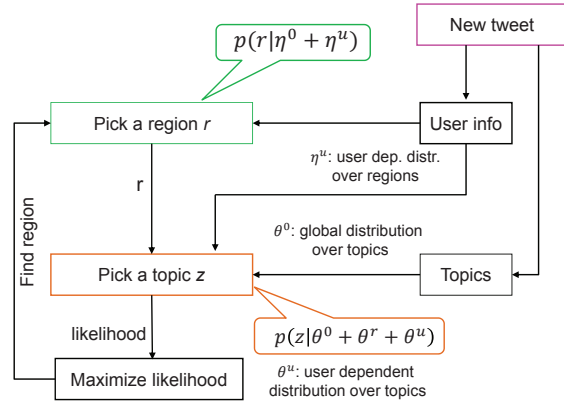 New tweet
p(r|η⁰ + ηᵘ)
Pick a region r
User info
ηᵘ: user dep. distr.
over regions
r
Find region
θ⁰: global distribution
over topics
Pick a topic z
Topics
likelihood
p(z|θ⁰ + θʳ + θᵘ)
Maximize likelihood
θᵘ: user dependent
distribution over topics